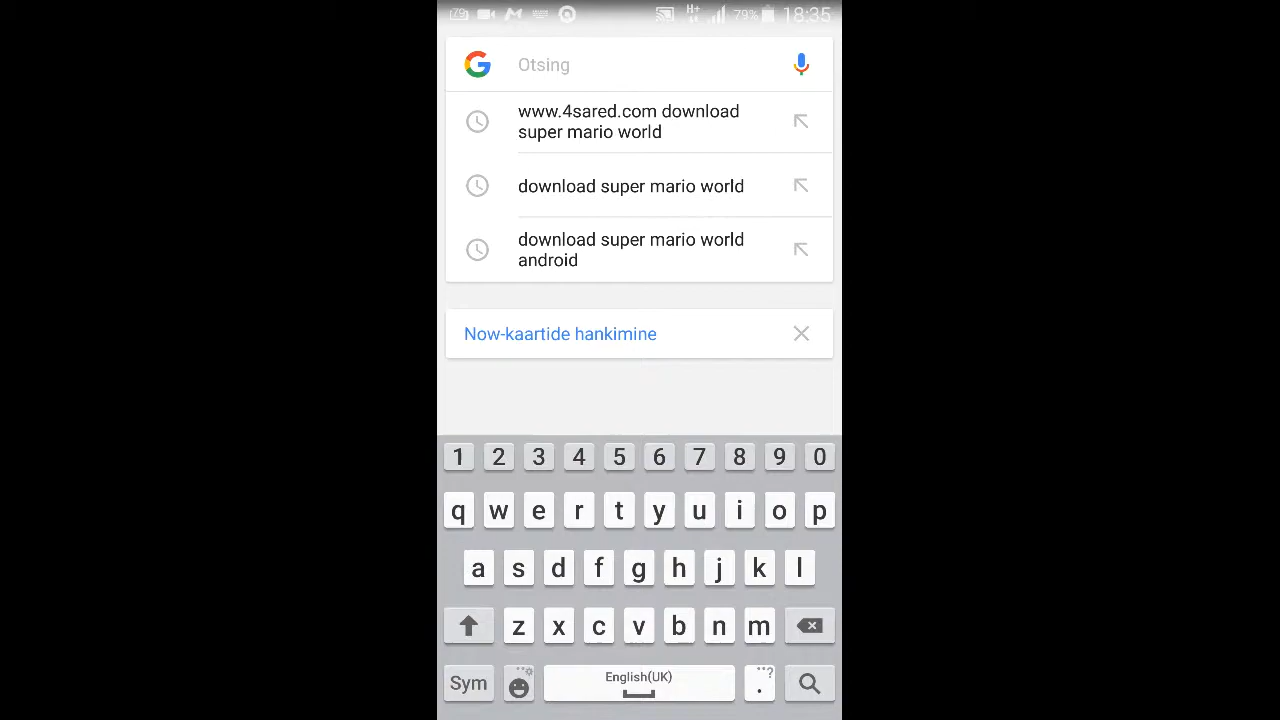 79 H+ 79% 18:35
Otsing
www.4sared.com download
super mario world
download super mario world
download super mario world
android
Now-kaartide hankimine
1 2 3 4 5 6 7 8 9 0
q w e r t y u i o p
a s d f g h j k l
z x c v b n m
Sym English(UK) . ?